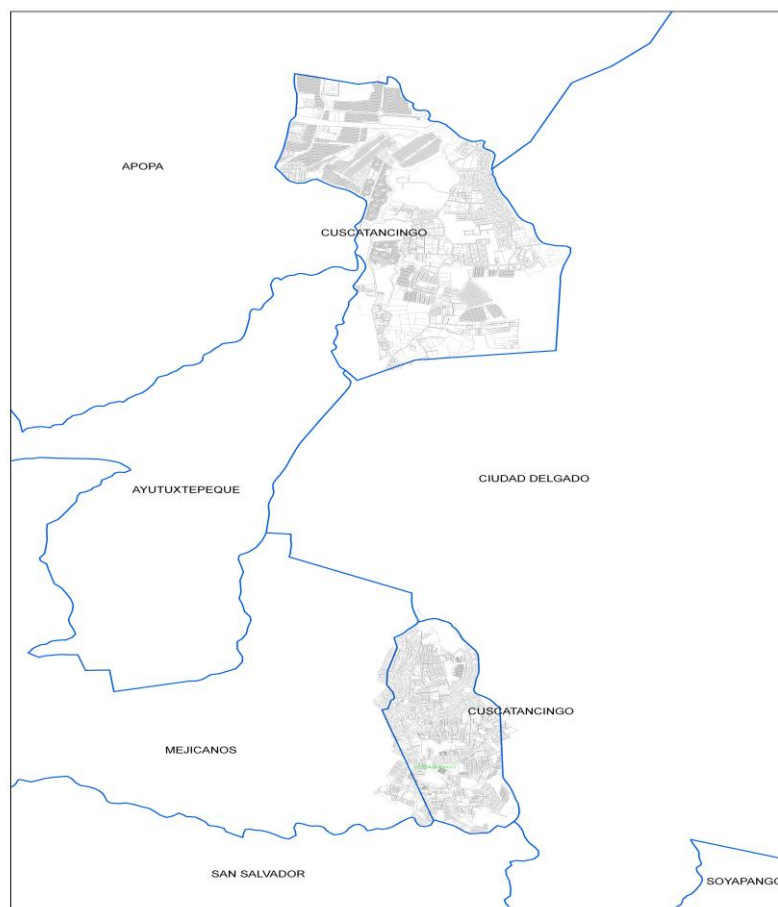 APOPA
CUSCATANCINGO
CIUDAD DELGADO
AYUTUXTEPEQUE
CUSCATANCINGO
MEJICANOS
SAN SALVADOR
SOYAPANGO